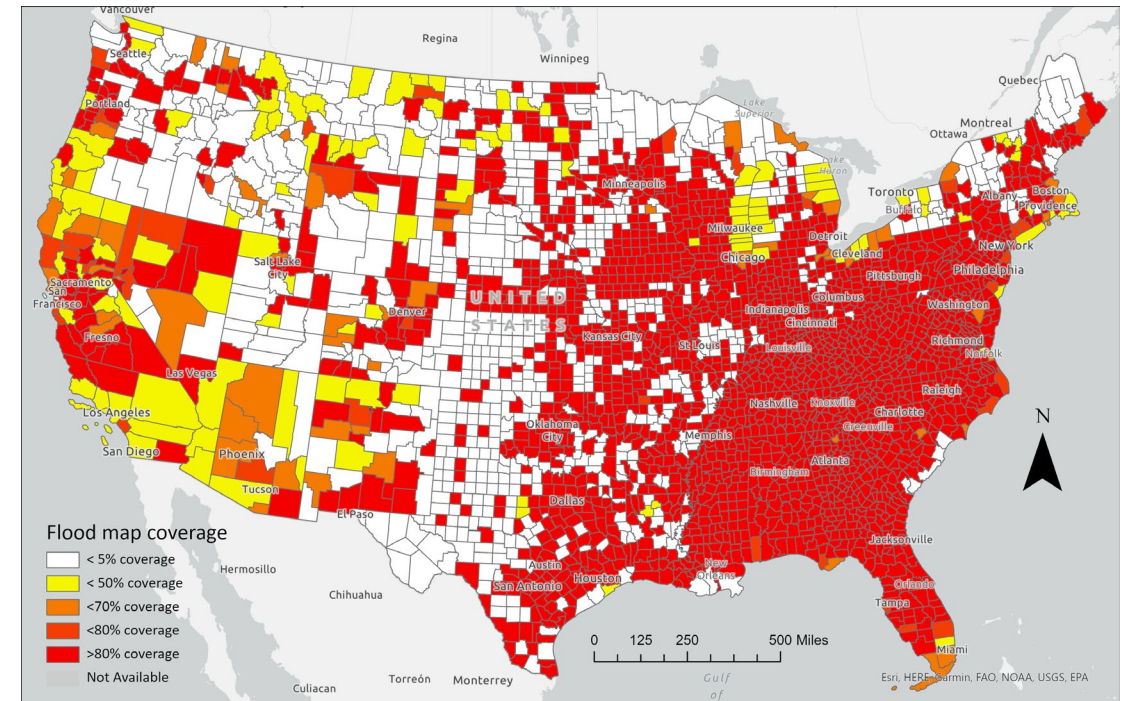 Vancouver
Seattle
Regina
Winnipeg
Quebec
Lake
Superior
Montreal
Ottawa
Portland
Lake
Huron
Minneapolis
Toronto
Buffalo
Albany
Boston
Providence
Milwaukee
Detroit
Chicago
Cleveland
New York
Salt Lake
City
Pittsburgh
Philadelphia
Sacramento
San
Francisco
UNITED
STATES
Denver
Columbus
Indianapolis
Cincinnati
Washington
Fresno
Kansas City
St Louis
Louisville
Richmond
Norfolk
Las Vegas
Nashville
Knoxville
Raleigh
Los Angeles
Oklahoma
City
Memphis
Charlotte
Greenville
N
San Diego
Phoenix
Birmingham
Atlanta
Tucson
Dallas
El Paso
Flood map coverage
< 5% coverage
< 50% coverage
<70% coverage
<80% coverage
>80% coverage
Not Available
Jacksonville
Hermosillo
Austin
Houston
New
Orleans
San Antonio
Orlando
Chihuahua
Tampa
0 125 250 500 Miles
Miami
Culiacan
Torreón
Monterrey
Gulf
of
Esri, HERE, Garmin, FAO, NOAA, USGS, EPA